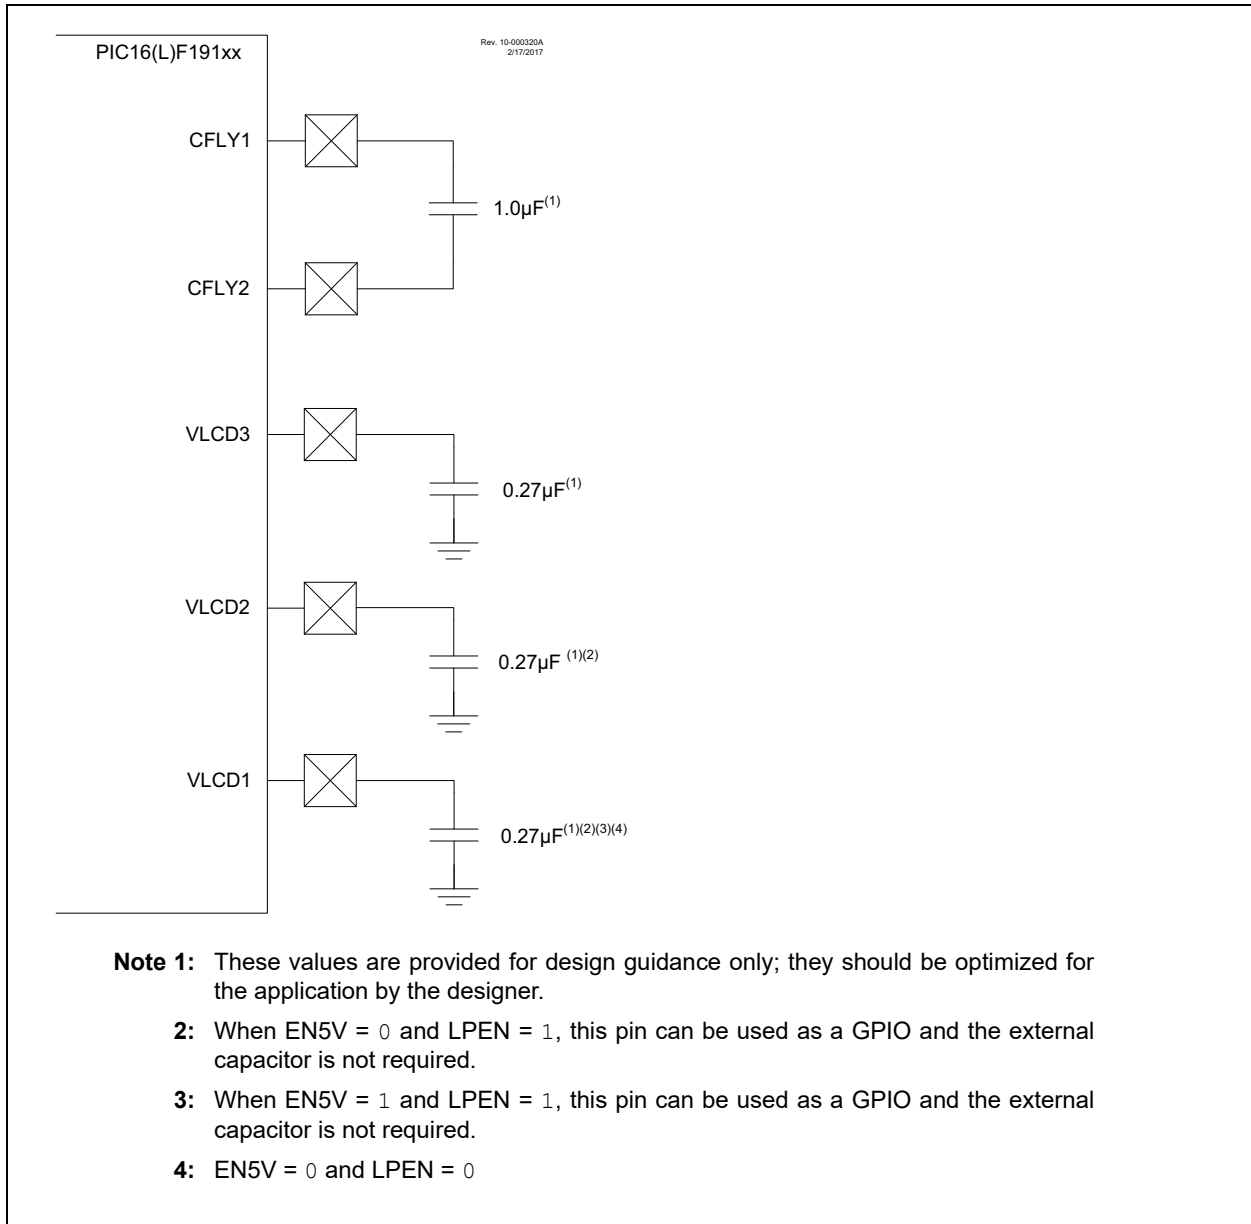 PIC16(L)F191xx
Rev. 10-000320A
2/17/2017
CFLY1
1.0µF(1)
CFLY2
VLCD3
0.27µF(1)
VLCD2
0.27µF (1)(2)
VLCD1
0.27µF(1)(2)(3)(4)
Note 1: These values are provided for design guidance only; they should be optimized for
the application by the designer.
2: When EN5V = 0 and LPEN = 1, this pin can be used as a GPIO and the external
capacitor is not required.
3: When EN5V = 1 and LPEN = 1, this pin can be used as a GPIO and the external
capacitor is not required.
4: EN5V = 0 and LPEN = 0